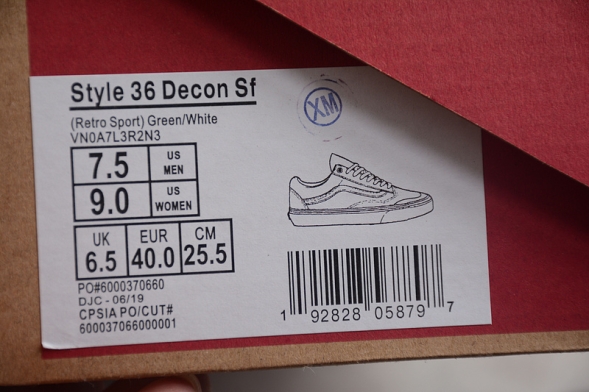 Style 36 Decon Sf
(Retro Sport) Green/White
VN0A7L3R2N3
7.5 US MEN
9.0 US WOMEN
UK EUR CM
6.5 40.0 25.5
PO#6000370660
DJC - 06/19
CPSIA PO/CUT#
600037066000001
XM
1 92828 05879 7